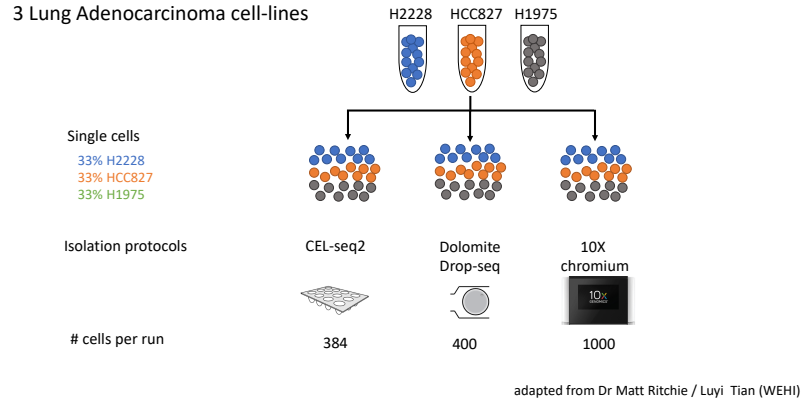 3 Lung Adenocarcinoma cell-lines
H2228 HCC827 H1975
Single cells
33% H2228
33% HCC827
33% H1975
Isolation protocols
CEL-seq2
Dolomite
Drop-seq
10X
chromium
10x
GENOMICS
# cells per run
384
400
1000
adapted from Dr Matt Ritchie / Luyi Tian (WEHI)